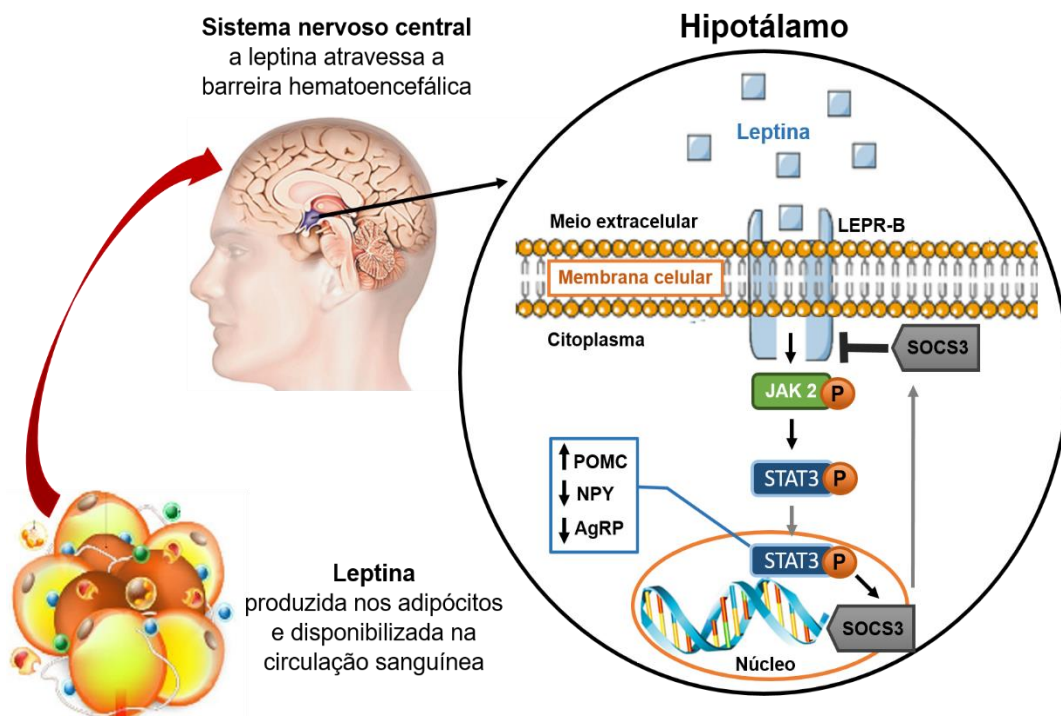 Sistema nervoso central
a leptina atravessa a
barreira hematoencefálica
Hipotálamo
Leptina
Meio extracelular
LEPR-B
Membrana celular
Citoplasma
SOCS3
JAK 2
P
POMC
NPY
AgRP
STAT3
P
STAT3
P
SOCS3
Núcleo
Leptina
produzida nos adipócitos
e disponibilizada na
circulação sanguínea